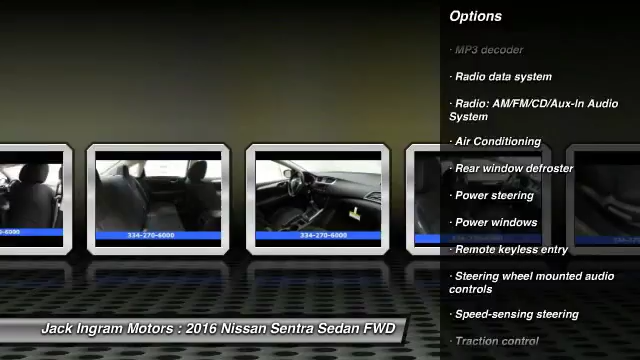 Options
· MP3 decoder
· Radio data system
· Radio: AM/FM/CD/Aux-In Audio
System
· Air Conditioning
· Rear window defroster
· Power steering
· Power windows
· Remote keyless entry
· Steering wheel mounted audio
controls
· Speed-sensing steering
· Traction control
334-270-6000
334-270-6000
Jack Ingram Motors : 2016 Nissan Sentra Sedan FWD